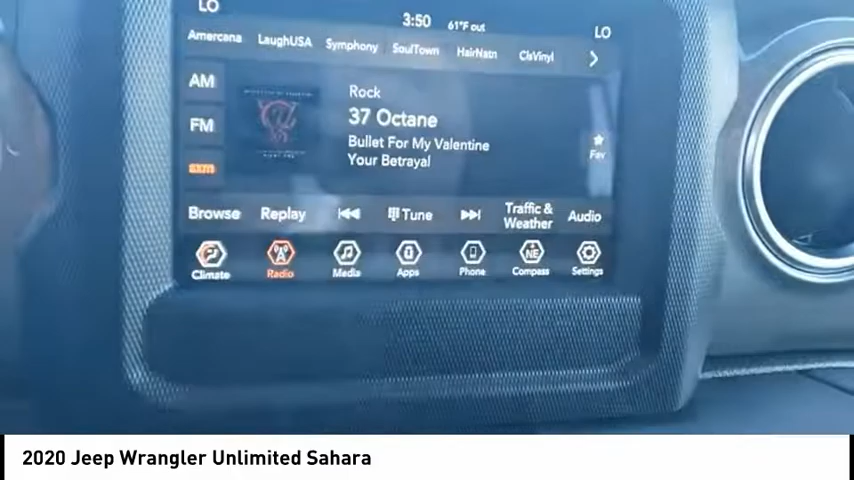 LO
3:50 61°F out
LO
Amercana LaughUSA Symphony SoulTown HairNatn ClsVinyl
AM
Rock
FM
37 Octane
Bullet For My Valentine
Fav
sxm
Your Betrayal
Browse Replay Tune Traffic & Weather Audio
Climate Radio Media Apps Phone NE Compass Settings
2020 Jeep Wrangler Unlimited Sahara